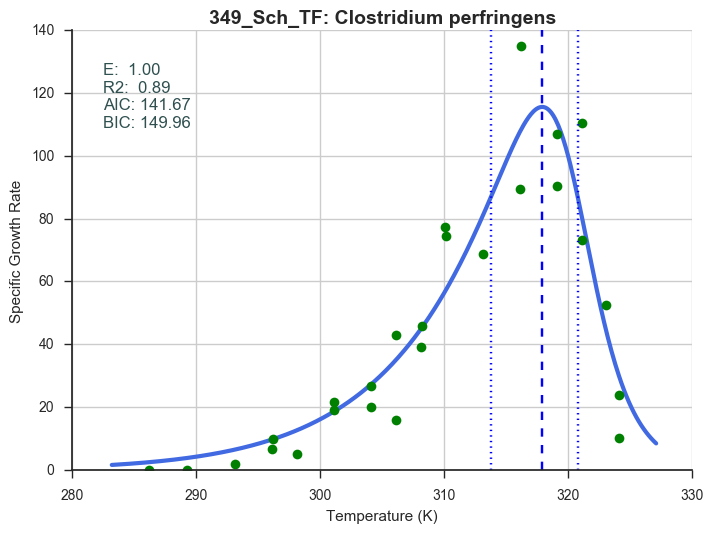 349_Sch_TF: Clostridium perfringens
E: 1.00
R2: 0.89
AIC: 141.67
BIC: 149.96
140
120
100
80
60
40
20
0
Specific Growth Rate
280 290 300 310 320 330
Temperature (K)